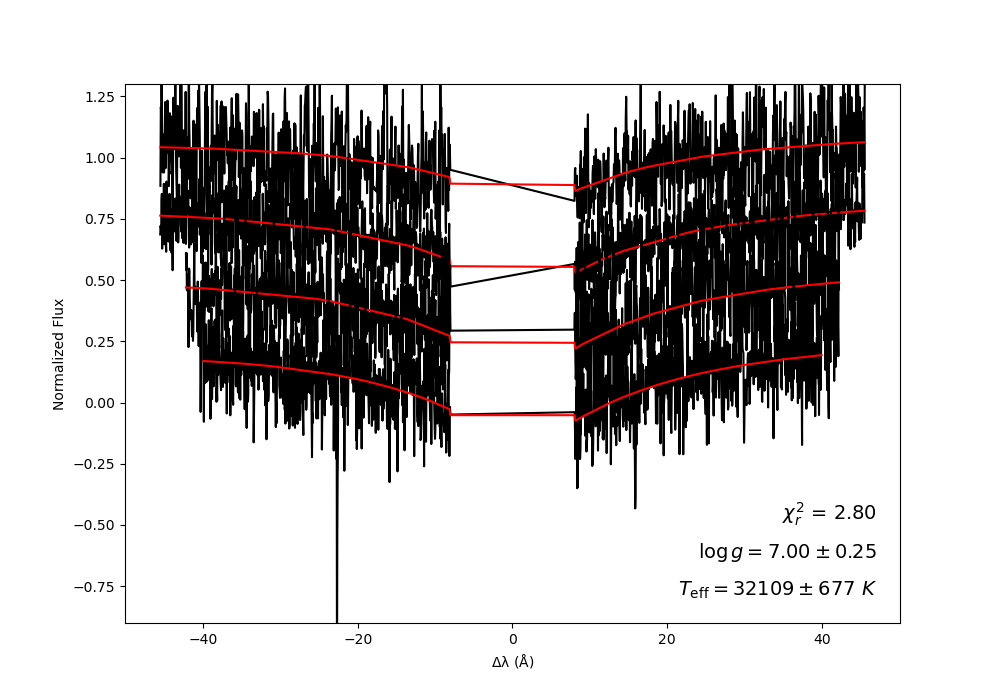 1.25
1.00
0.75
0.50
0.25
0.00
−0.25
−0.50
−0.75
Normalized Flux
χ²ᵣ = 2.80
log g = 7.00 ± 0.25
T_eff = 32109 ± 677 K
−40 −20 0 20 40
Δλ (Å)